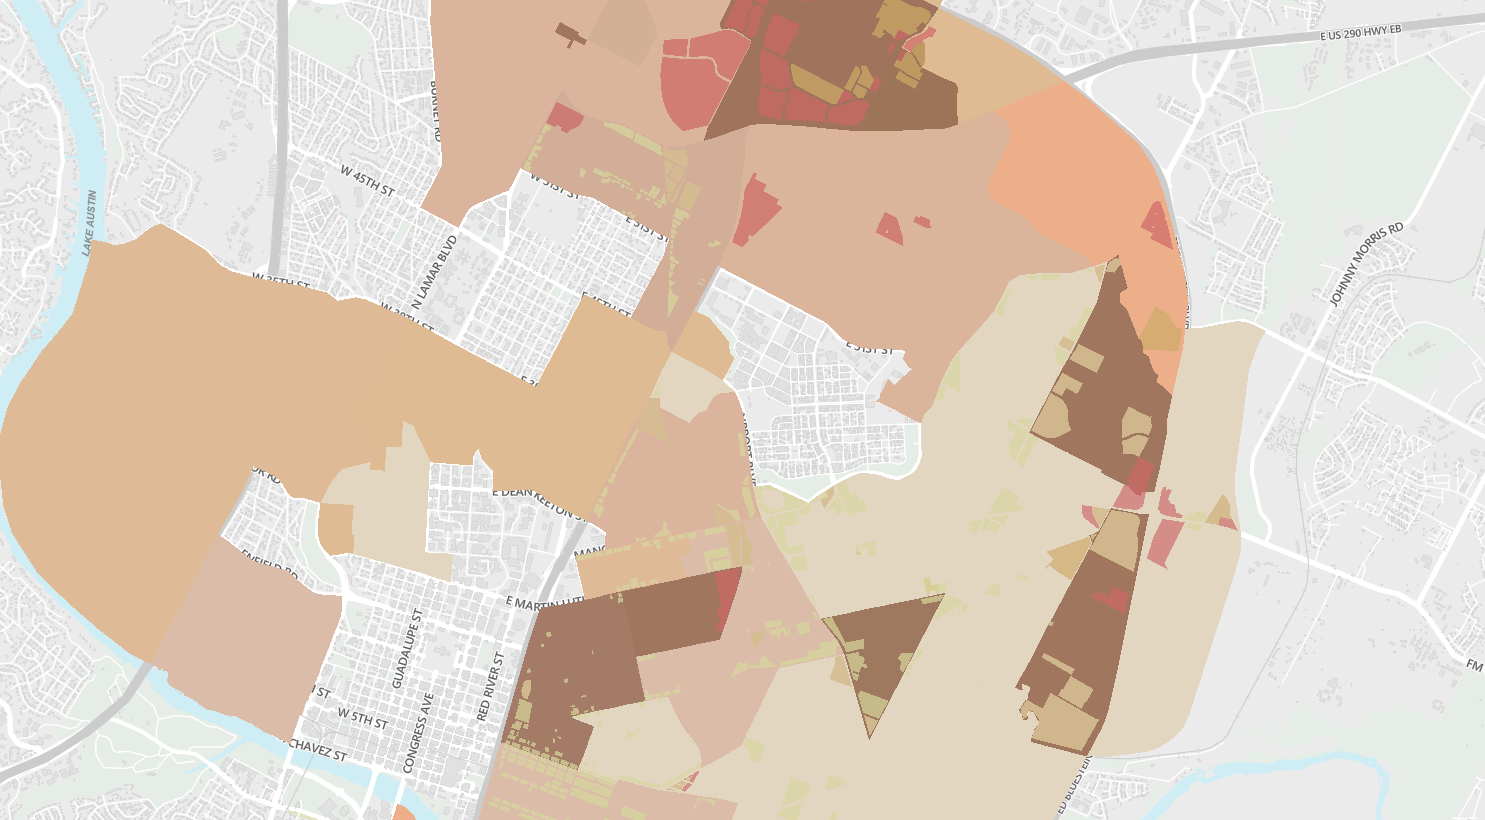 E US 290 HWY EB
BURNET RD
W 45TH ST
W 51ST ST
E 51ST ST
LAKE AUSTIN
N LAMAR BLVD
JOHNNY MORRIS RD
W 35TH ST
W 38TH ST
E 45TH ST
E 51ST ST
AIRPORT BLVD
E DEAN KEETON ST
ENFIELD RD
E MARTIN LUTH
GUADALUPE ST
RED RIVER ST
FM
W 5TH ST
CONGRESS AVE
CHAVEZ ST
ED BLUESTEIN